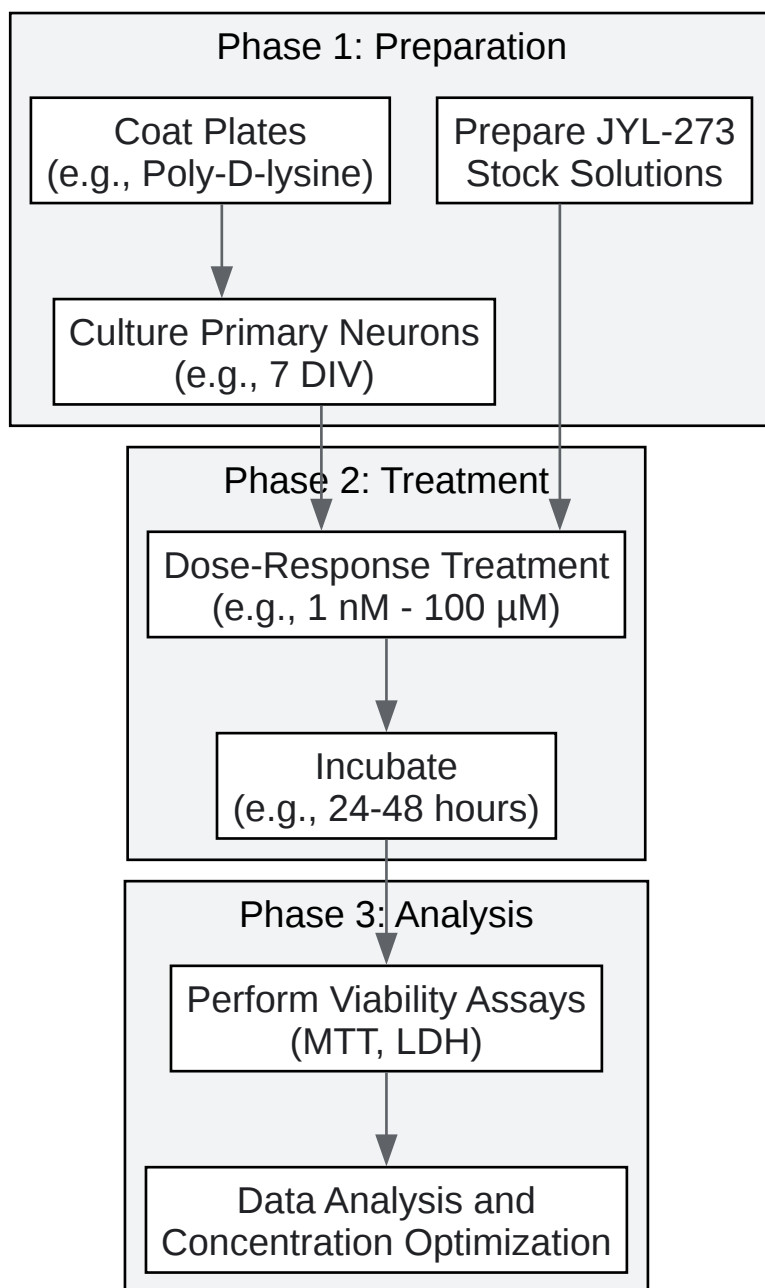 Phase 1: Preparation
Coat Plates
(e.g., Poly-D-lysine)
Prepare JYL-273
Stock Solutions
Culture Primary Neurons
(e.g., 7 DIV)
Phase 2: Treatment
Dose-Response Treatment
(e.g., 1 nM - 100 µM)
Incubate
(e.g., 24-48 hours)
Phase 3: Analysis
Perform Viability Assays
(MTT, LDH)
Data Analysis and
Concentration Optimization